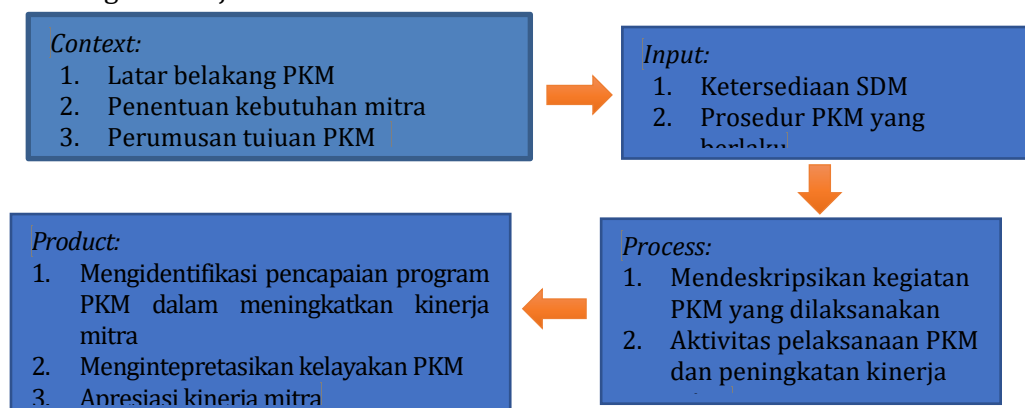 Context:
1. Latar belakang PKM
2. Penentuan kebutuhan mitra
3. Perumusan tujuan PKM
Input:
1. Ketersediaan SDM
2. Prosedur PKM yang
berlaku
Process:
1. Mendeskripsikan kegiatan
PKM yang dilaksanakan
2. Aktivitas pelaksanaan PKM
dan peningkatan kinerja
Product:
1. Mengidentifikasi pencapaian program
PKM dalam meningkatkan kinerja
mitra
2. Mengintepretasikan kelayakan PKM
3. Apresiasi kinerja mitra